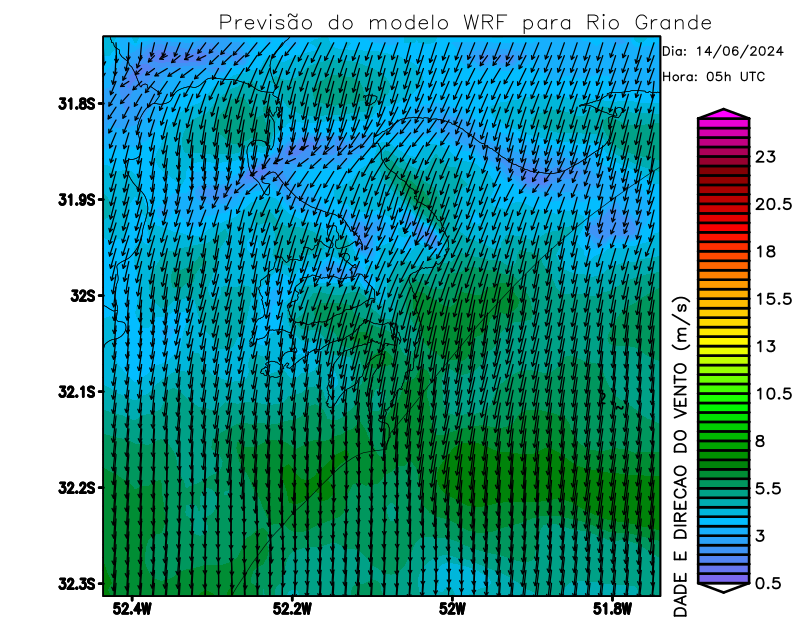 Previsão do modelo WRF para Rio Grande
Dia: 14/06/2024
Hora: 05h UTC
31.8S
31.9S
32S
32.1S
32.2S
32.3S
52.4W
52.2W
52W
51.8W
DADE E DIRECAO DO VENTO (m/s)
23
20.5
18
15.5
13
10.5
8
5.5
3
0.5